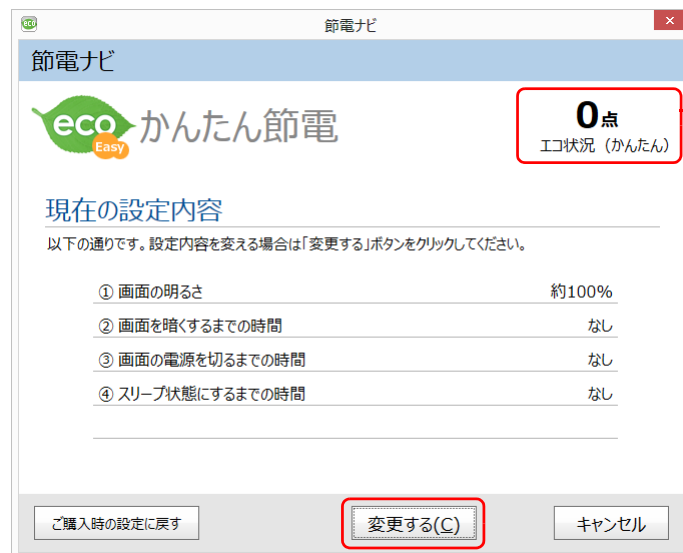 eco
節電ナビ
×
節電ナビ
eco
Easy
かんたん節電
0点
エコ状況（かんたん）
現在の設定内容
以下の通りです。設定内容を変える場合は「変更する」ボタンをクリックしてください。
① 画面の明るさ 約100%
② 画面を暗くするまでの時間 なし
③ 画面の電源を切るまでの時間 なし
④ スリープ状態にするまでの時間 なし
ご購入時の設定に戻す
変更する(C)
キャンセル